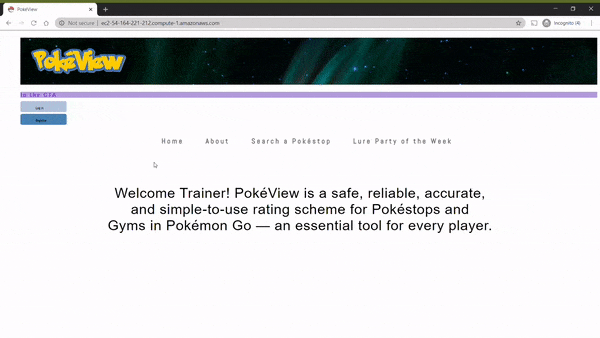 PokéView
Not secure | ec2-54-164-221-212.compute-1.amazonaws.com
Incognito (4)
PokéView
in the GTA
Log In
Register
Home About Search a Pokéstop Lure Party of the Week
Welcome Trainer! PokéView is a safe, reliable, accurate,
and simple-to-use rating scheme for Pokéstops and
Gyms in Pokémon Go — an essential tool for every player.